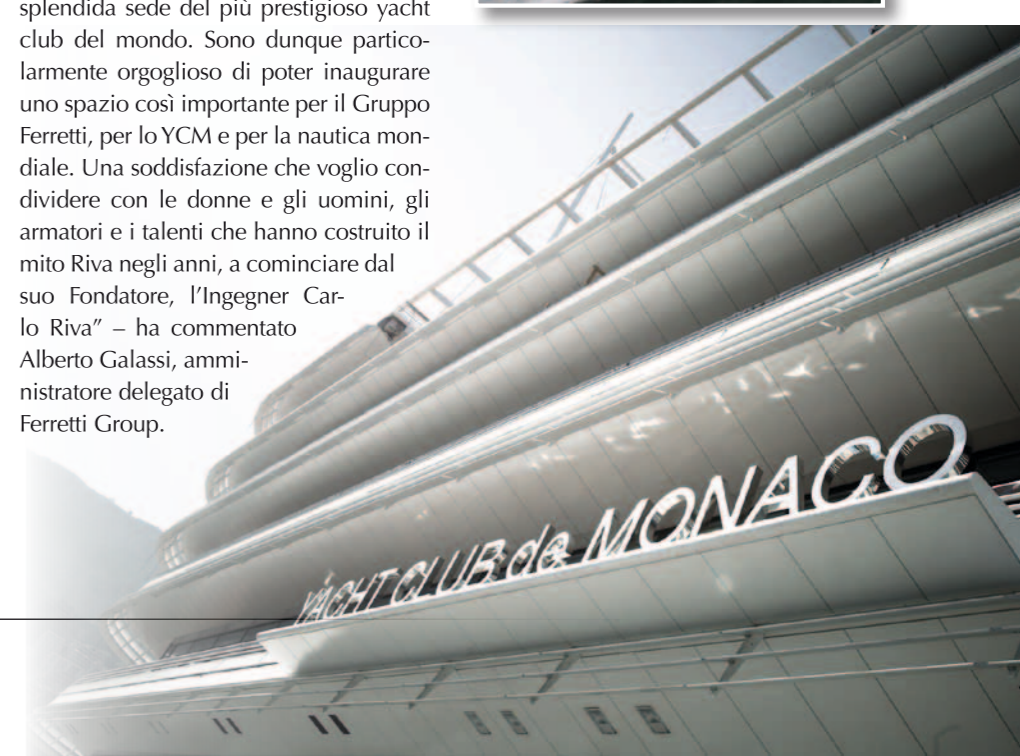 splendida sede del più prestigioso yacht
club del mondo. Sono dunque partico-
larmente orgoglioso di poter inaugurare
uno spazio così importante per il Gruppo
Ferretti, per lo YCM e per la nautica mon-
diale. Una soddisfazione che voglio con-
dividere con le donne e gli uomini, gli
armatori e i talenti che hanno costruito il
mito Riva negli anni, a cominciare dal
suo Fondatore, l’Ingegner Car-
lo Riva” – ha commentato
Alberto Galassi, ammi-
nistratore delegato di
Ferretti Group.
YACHT CLUB de MONACO